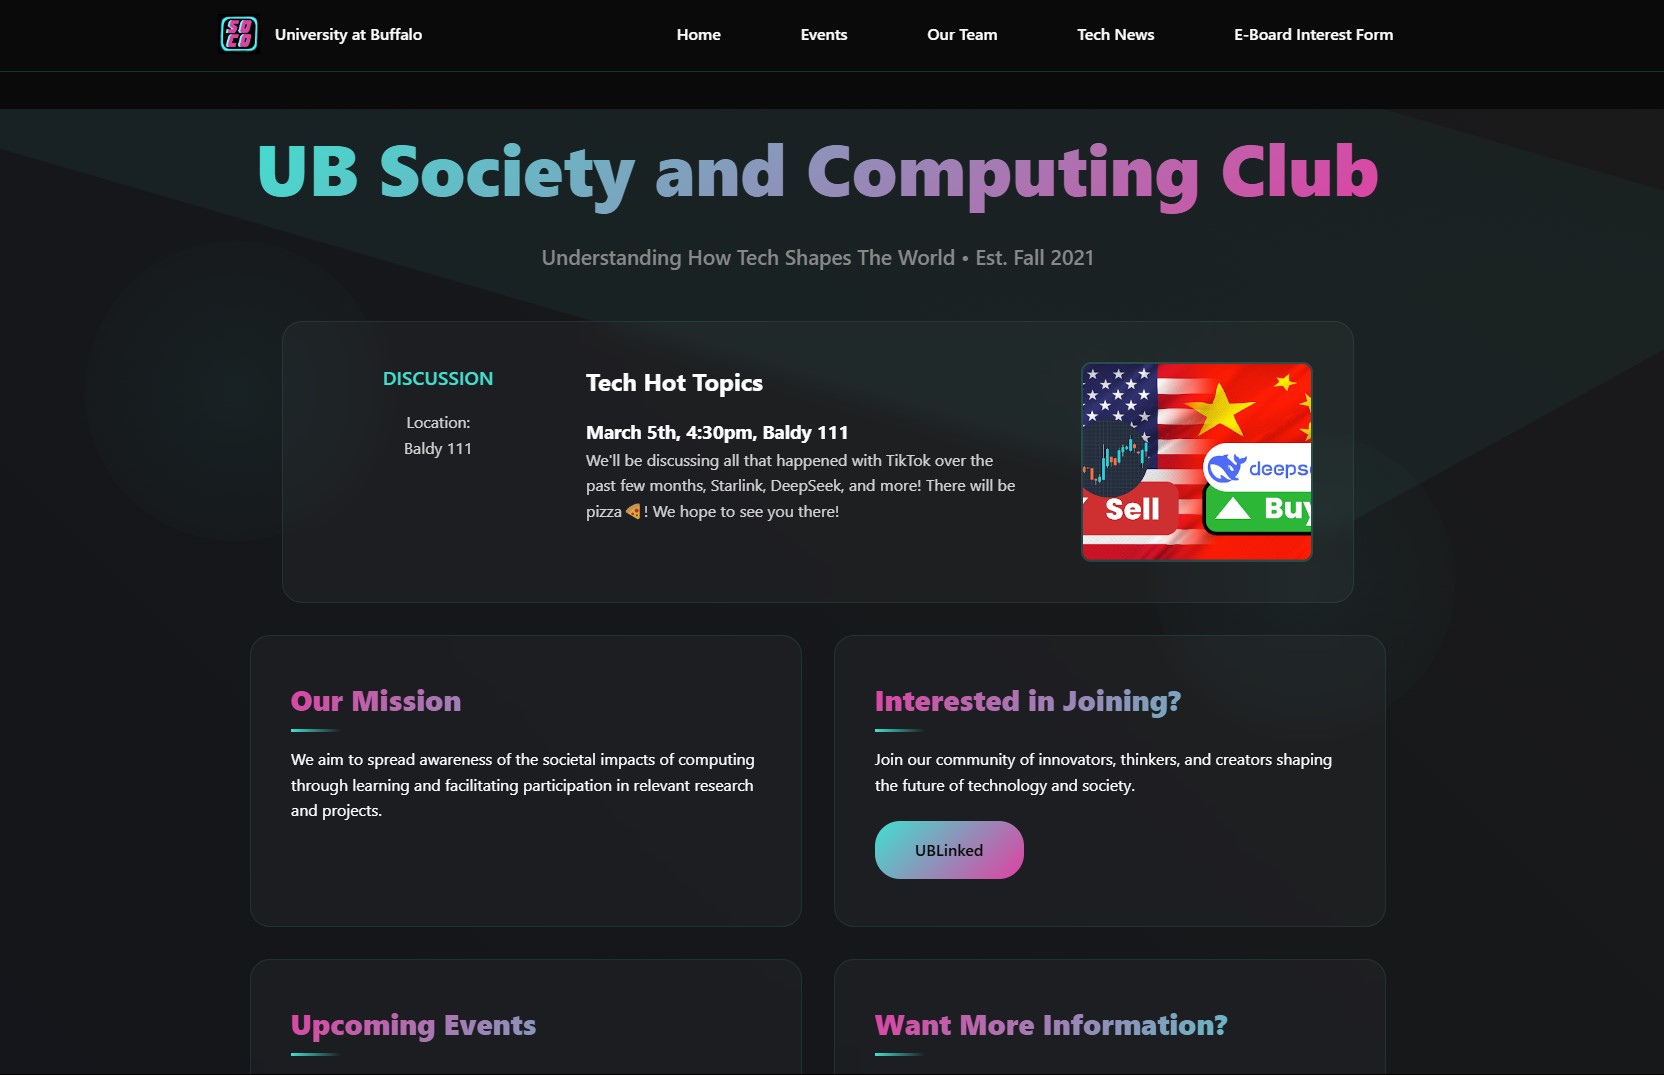 SO
CO
University at Buffalo
Home
Events
Our Team
Tech News
E-Board Interest Form
UB Society and Computing Club
Understanding How Tech Shapes The World • Est. Fall 2021
DISCUSSION
Location:
Baldy 111
Tech Hot Topics
March 5th, 4:30pm, Baldy 111
We'll be discussing all that happened with TikTok over the
past few months, Starlink, DeepSeek, and more! There will be
pizza 🍕! We hope to see you there!
deeps
Sell
Buy
Our Mission
We aim to spread awareness of the societal impacts of computing
through learning and facilitating participation in relevant research
and projects.
Interested in Joining?
Join our community of innovators, thinkers, and creators shaping
the future of technology and society.
UBLinked
Upcoming Events
Want More Information?